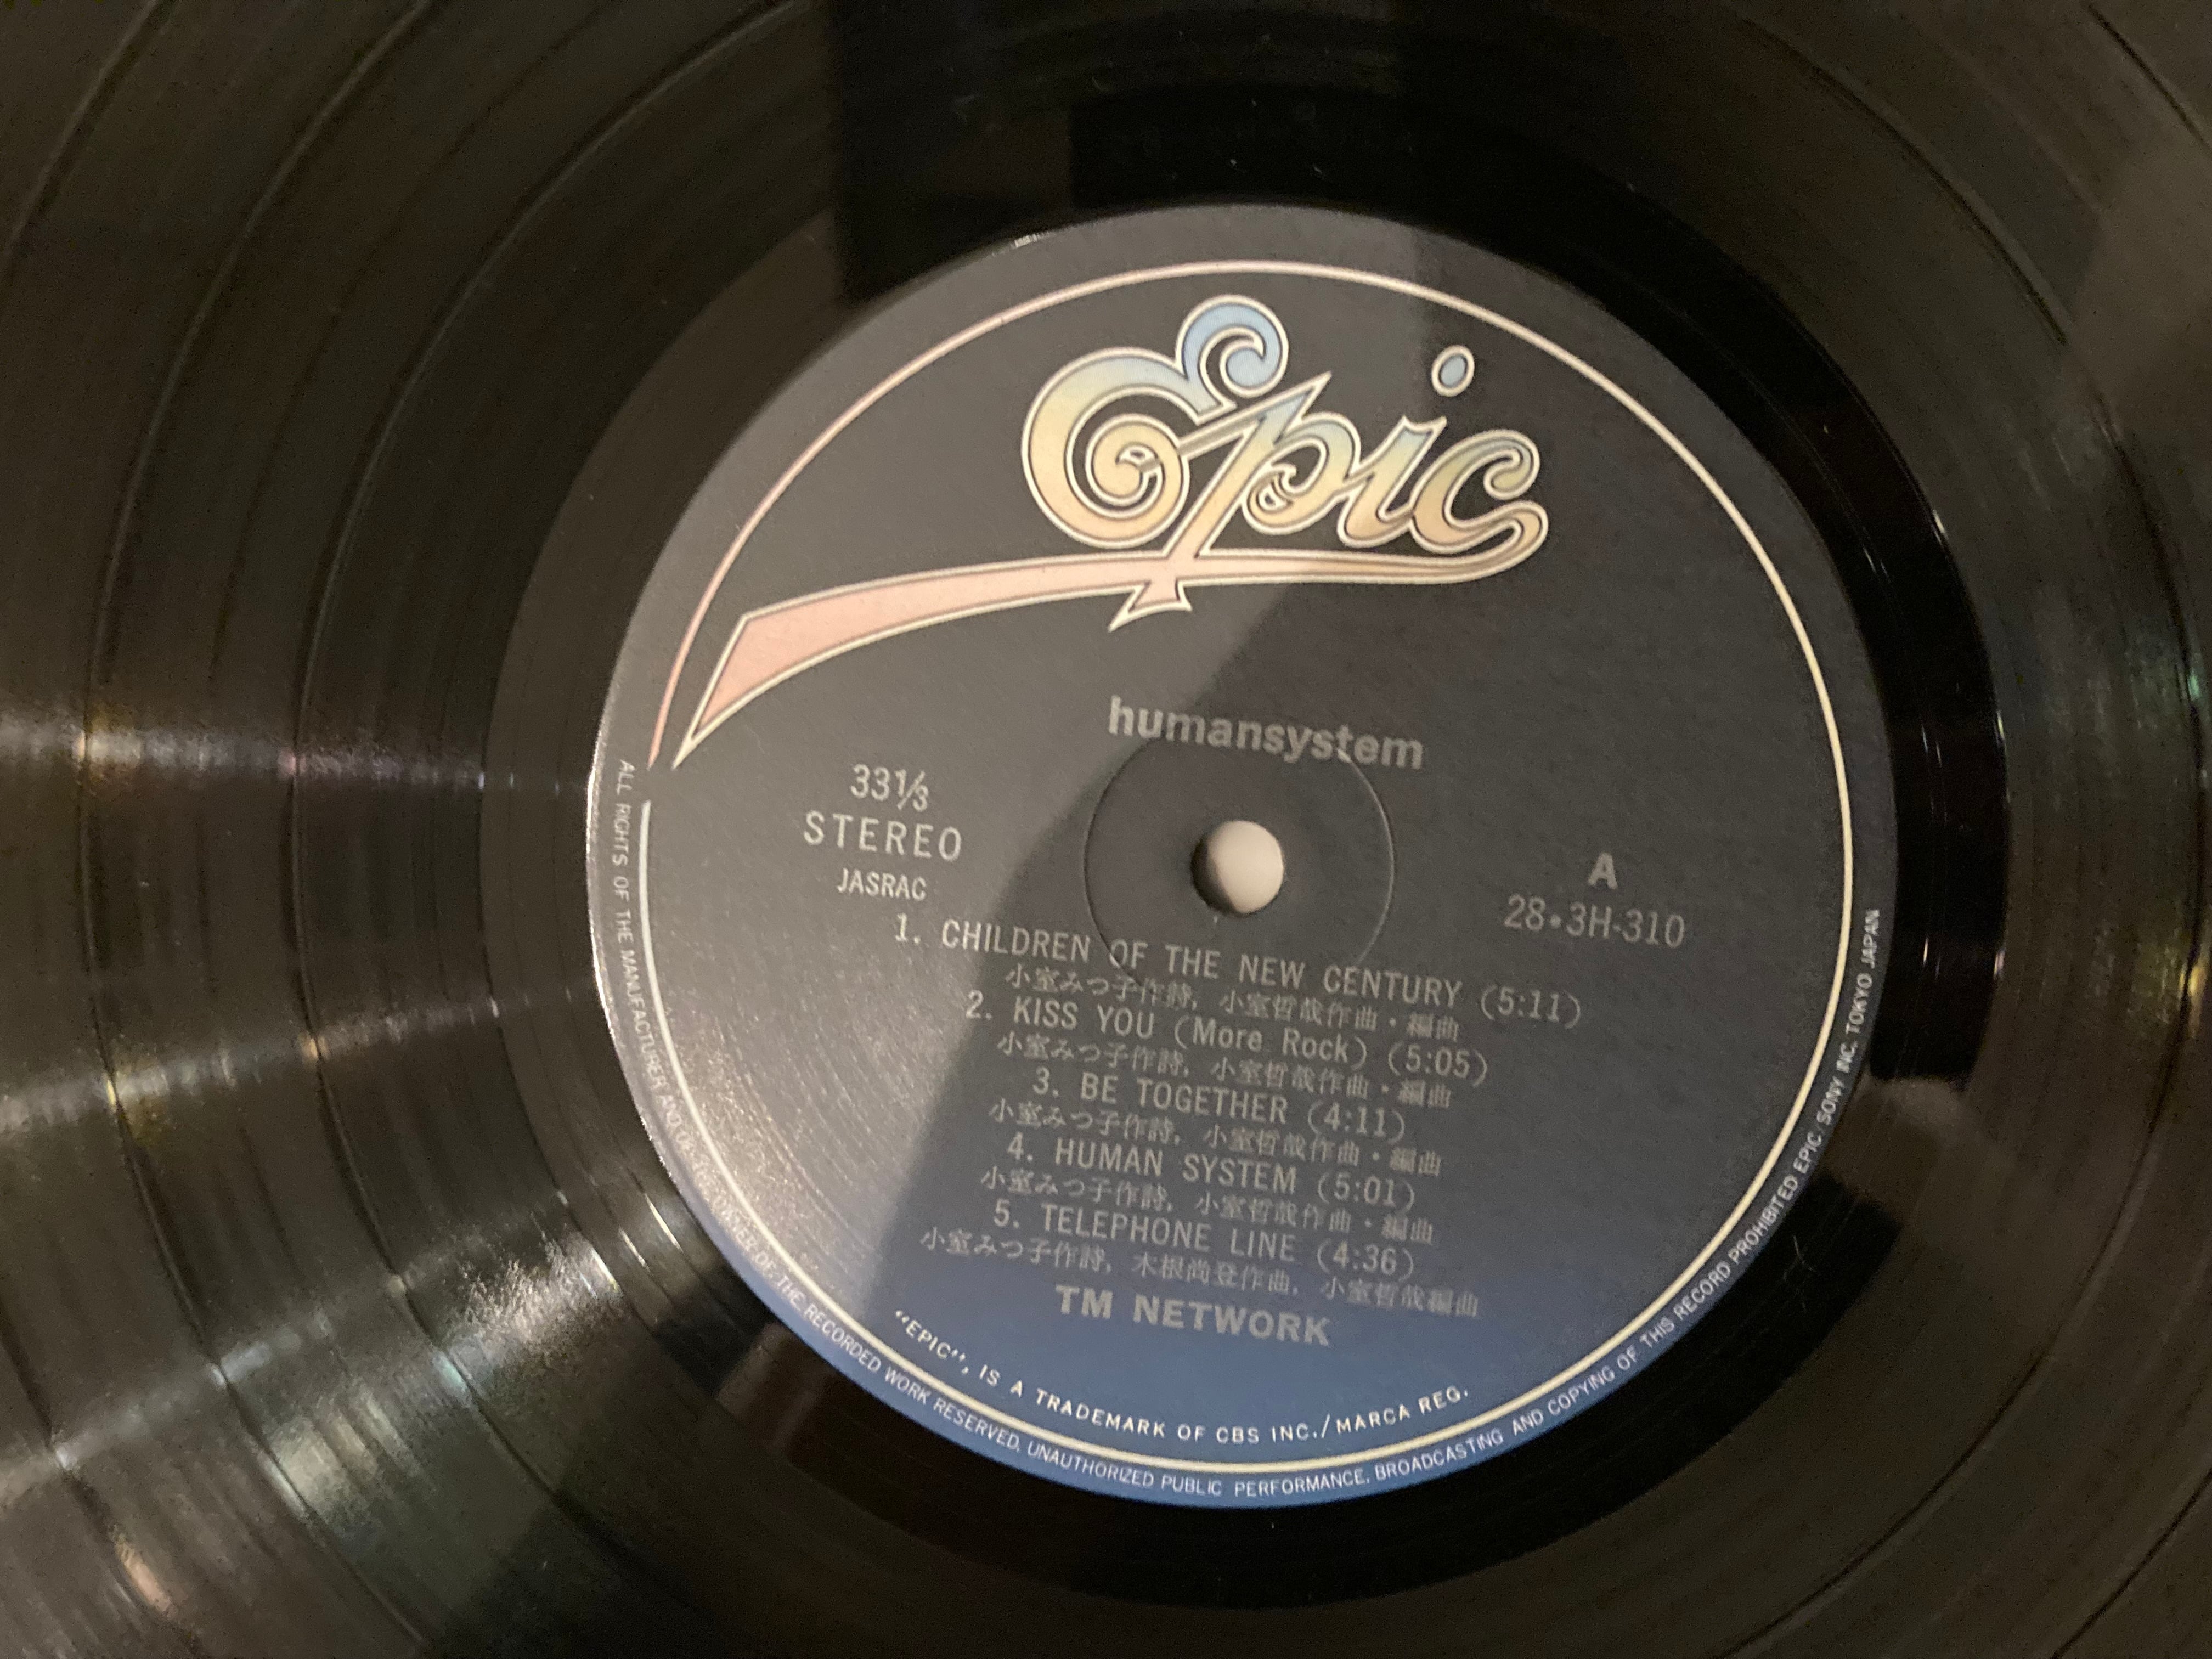 Epic
humansystem
33⅓
STEREO
JASRAC
A
28•3H-310
1. CHILDREN OF THE NEW CENTURY (5:11)
小室みつ子作詩, 小室哲哉作曲・編曲
2. KISS YOU (More Rock) (5:05)
小室みつ子作詩, 小室哲哉作曲・編曲
3. BE TOGETHER (4:11)
小室みつ子作詩, 小室哲哉作曲・編曲
4. HUMAN SYSTEM (5:01)
小室みつ子作詩, 小室哲哉作曲・編曲
5. TELEPHONE LINE (4:36)
小室みつ子作詩, 木根尚登作曲, 小室哲哉編曲
TM NETWORK
"EPIC", IS A TRADEMARK OF CBS INC./MARCA REG.
ALL RIGHTS OF THE MANUFACTURER AND OF THE OWNER OF THE RECORDED WORK RESERVED. UNAUTHORIZED PUBLIC PERFORMANCE, BROADCASTING AND COPYING OF THIS RECORD PROHIBITED EPIC/SONY INC. TOKYO JAPAN